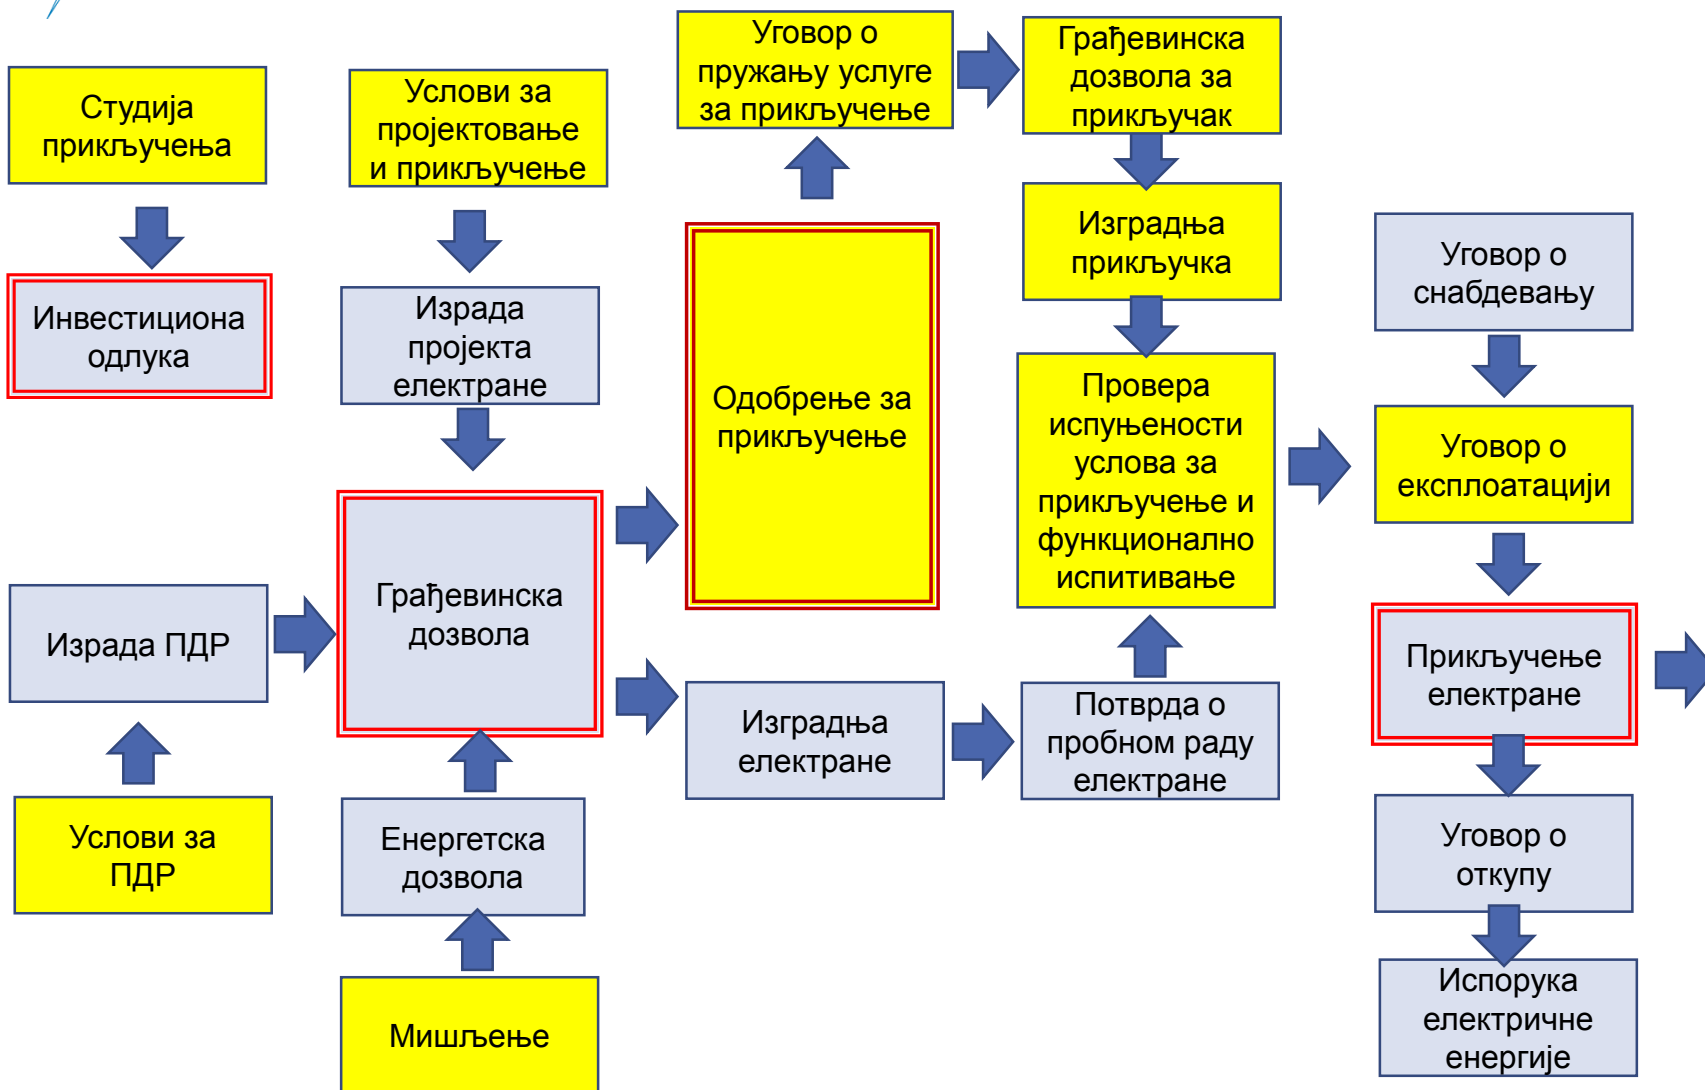 Студија
прикључења
Инвестициона
одлука
Израда ПДР
Услови за
ПДР
Услови за
пројектовање
и прикључење
Израда
пројекта
електране
Грађевинска
дозвола
Енергетска
дозвола
Мишљење
Уговор о
пружању услуге
за прикључење
Одобрење за
прикључење
Изградња
електране
Грађевинска
дозвола за
прикључак
Изградња
прикључка
Провера
испуњености
услова за
прикључење и
функционално
испитивање
Потврда о
пробном раду
електране
Уговор о
снабдевању
Уговор о
експлоатацији
Прикључење
електране
Уговор о
откупу
Испорука
електричне
енергије